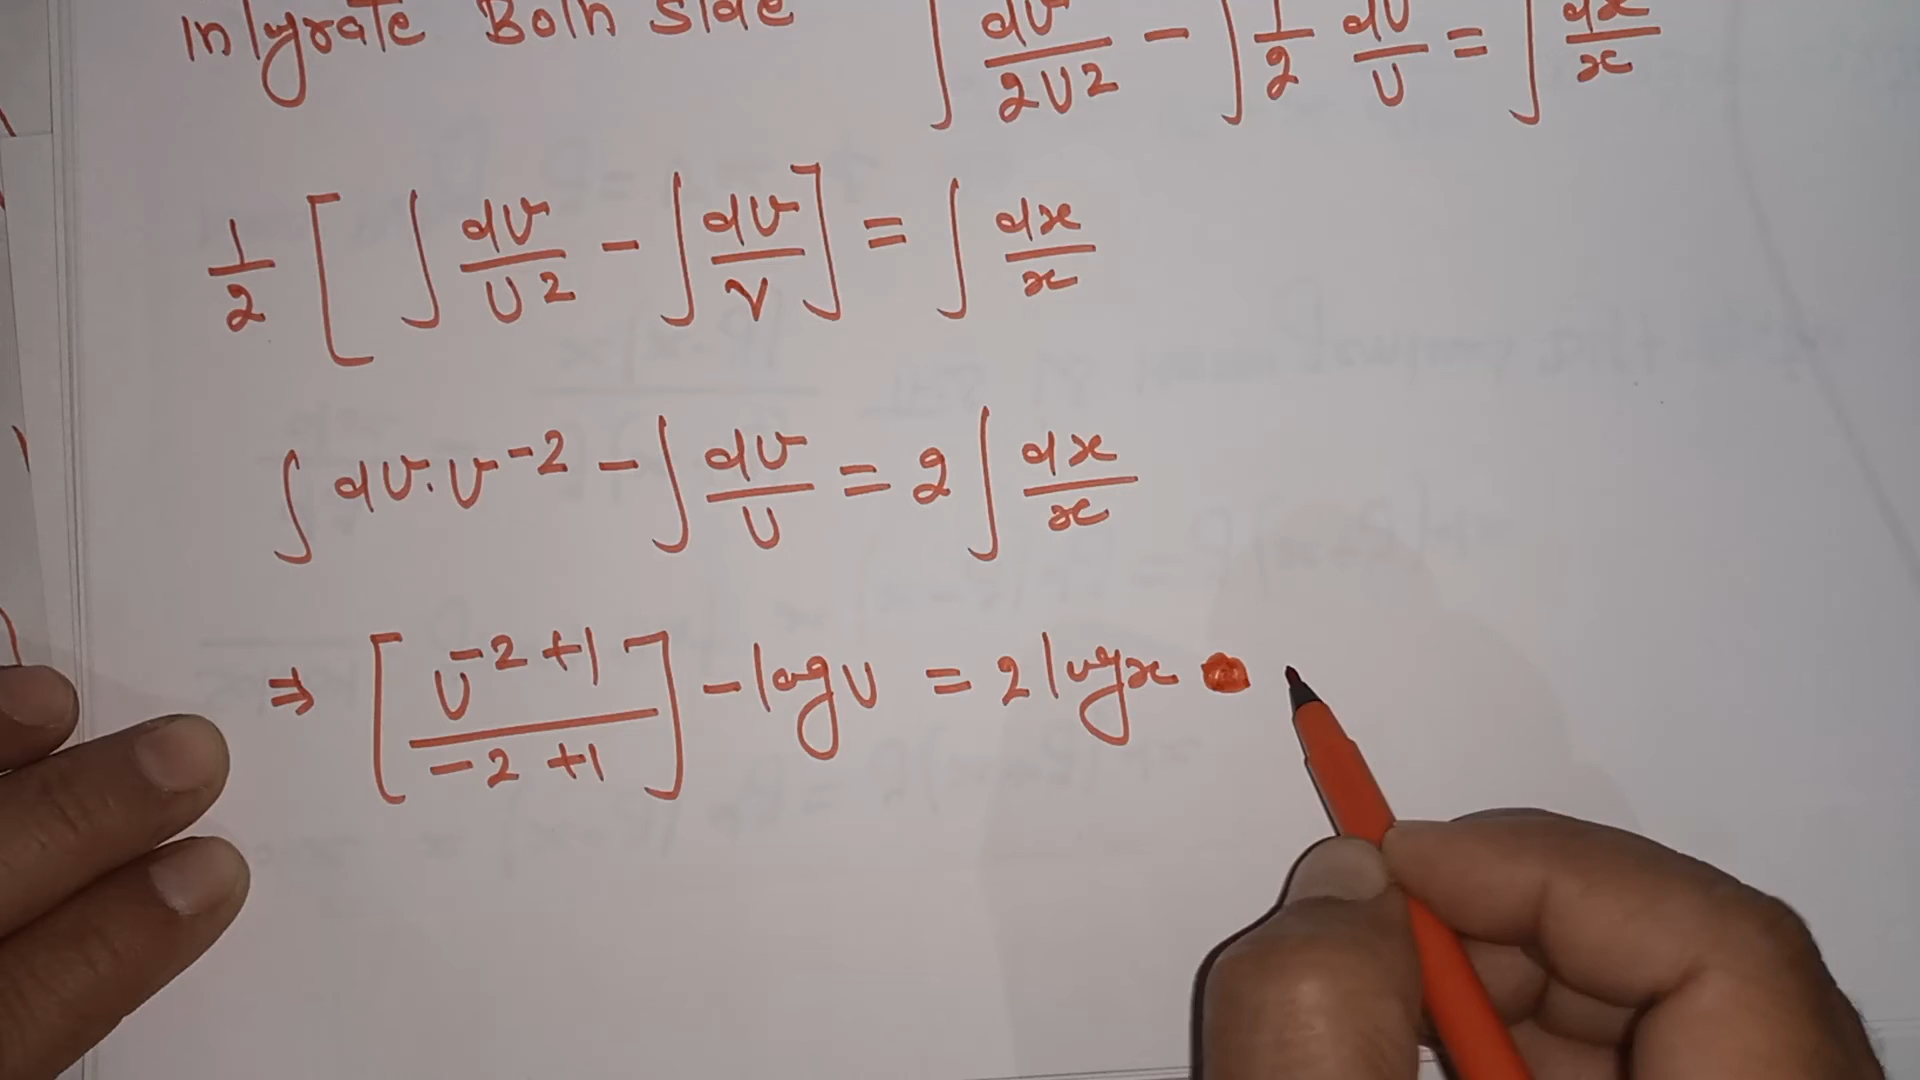 Integrate Both Side ∫ dv/2v² - ∫ 1/2 dv/v = ∫ dx/x
1/2 [ ∫ dv/v² - ∫ dv/v ] = ∫ dx/x
∫ dv. v⁻² - ∫ dv/v = 2 ∫ dx/x
⇒ [ v⁻²⁺¹/-2+1 ] - log v = 2 log x